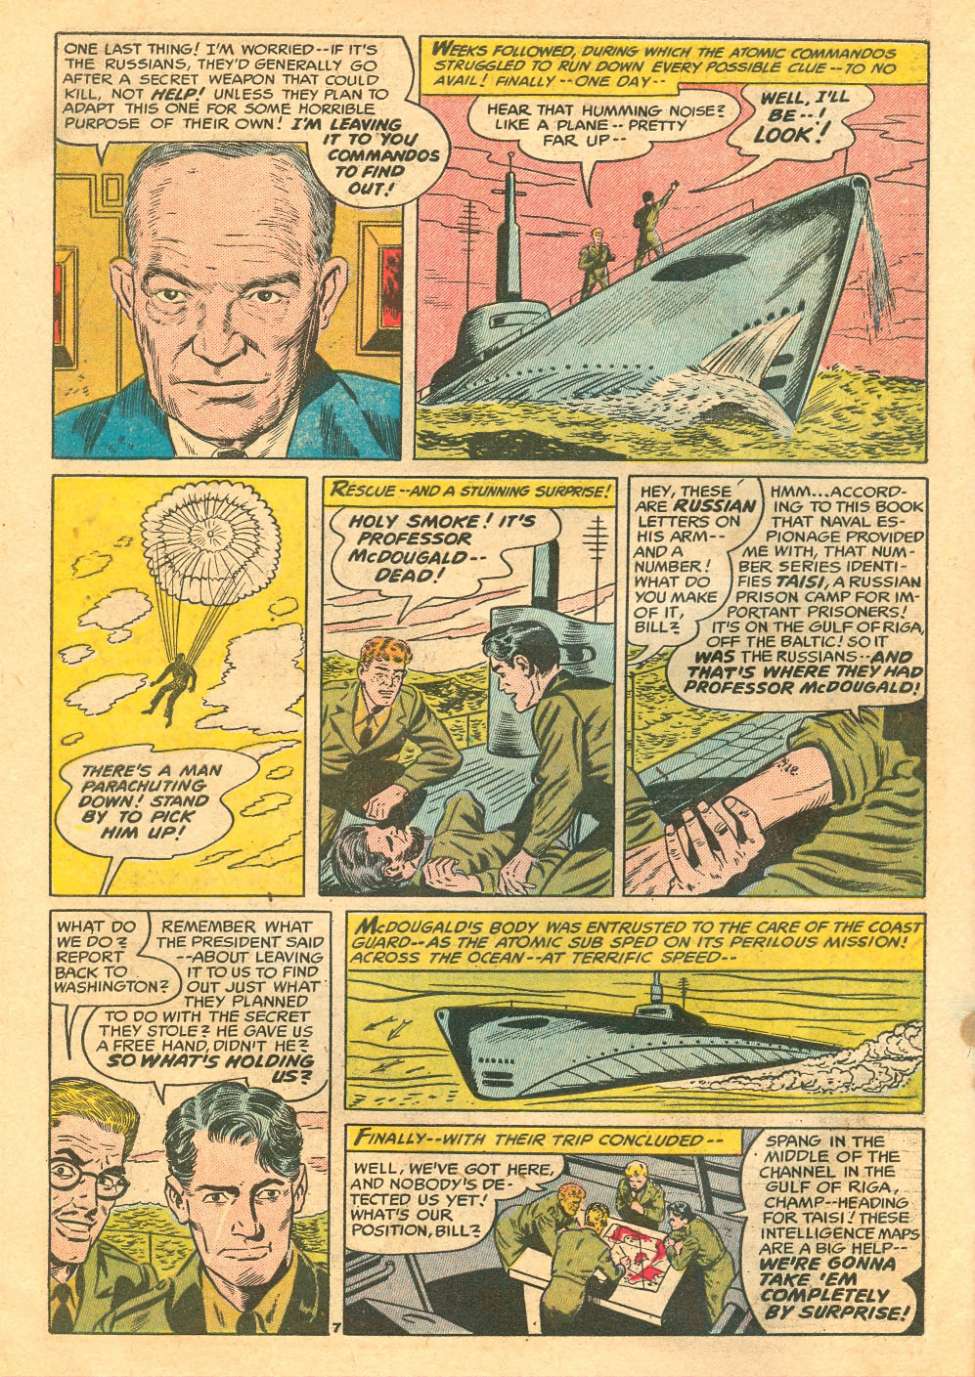 ONE LAST THING! I'M WORRIED--IF IT'S
THE RUSSIANS, THEY'D GENERALLY GO
AFTER A SECRET WEAPON THAT COULD
KILL, NOT HELP! UNLESS THEY PLAN TO
ADAPT THIS ONE FOR SOME HORRIBLE
PURPOSE OF THEIR OWN! I'M LEAVING
IT TO YOU
COMMANDOS
TO FIND
OUT!
WEEKS FOLLOWED, DURING WHICH THE ATOMIC COMMANDOS
STRUGGLED TO RUN DOWN EVERY POSSIBLE CLUE--TO NO
AVAIL! FINALLY--ONE DAY--
HEAR THAT HUMMING NOISE?
LIKE A PLANE--PRETTY
FAR UP--
WELL, I'LL
BE--!
LOOK!
THERE'S A MAN
PARACHUTING
DOWN! STAND
BY TO PICK
HIM UP!
RESCUE--AND A STUNNING SURPRISE!
HOLY SMOKE! IT'S
PROFESSOR
McDOUGALD--
DEAD!
HEY, THESE
ARE RUSSIAN
LETTERS ON
HIS ARM--
AND A
NUMBER!
WHAT DO
YOU MAKE
OF IT,
BILL?
HMM...ACCORD-
ING TO THIS BOOK
THAT NAVAL ES-
PIONAGE PROVIDED
ME WITH, THAT NUM-
BER SERIES IDENTI-
FIES TAISI, A RUSSIAN
PRISON CAMP FOR IM-
PORTANT PRISONERS!
IT'S ON THE GULF OF RIGA,
OFF THE BALTIC! SO IT
WAS THE RUSSIANS--AND
THAT'S WHERE THEY HAD
PROFESSOR McDOUGALD!
WHAT DO
WE DO?
REPORT
BACK TO
WASHINGTON?
REMEMBER WHAT
THE PRESIDENT SAID
--ABOUT LEAVING
IT TO US TO FIND
OUT JUST WHAT
THEY PLANNED
TO DO WITH THE SECRET
THEY STOLE? HE GAVE US
A FREE HAND, DIDN'T HE?
SO WHAT'S HOLDING
US?
7
McDOUGALD'S BODY WAS ENTRUSTED TO THE CARE OF THE COAST
GUARD--AS THE ATOMIC SUB SPED ON ITS PERILOUS MISSION!
ACROSS THE OCEAN--AT TERRIFIC SPEED--
FINALLY--WITH THEIR TRIP CONCLUDED--
WELL, WE'VE GOT HERE,
AND NOBODY'S DE-
TECTED US YET!
WHAT'S OUR
POSITION, BILL?
SPANG IN THE
MIDDLE OF THE
CHANNEL IN THE
GULF OF RIGA,
CHAMP--HEADING
FOR TAISI! THESE
INTELLIGENCE MAPS
ARE A BIG HELP--
WE'RE GONNA
TAKE 'EM
COMPLETELY
BY SURPRISE!